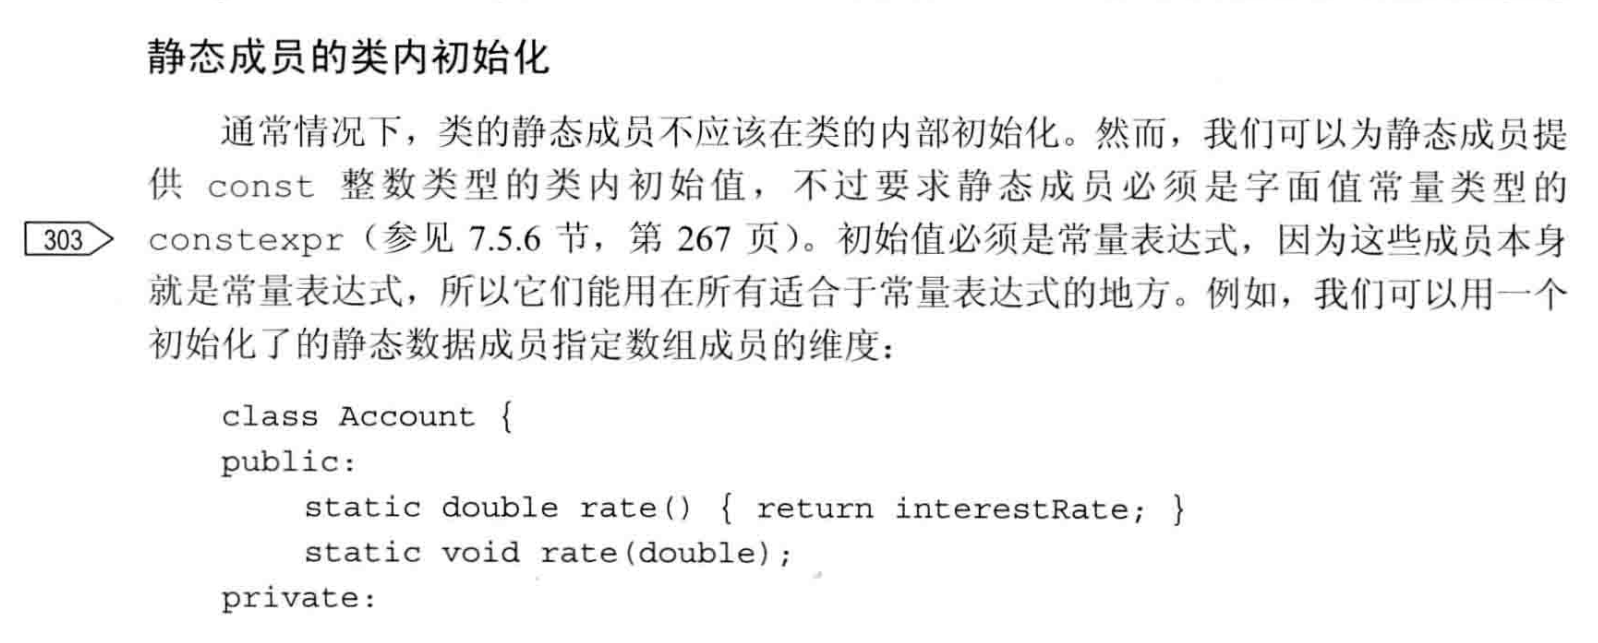 静态成员的类内初始化
通常情况下，类的静态成员不应该在类的内部初始化。然而，我们可以为静态成员提
供 const 整数类型的类内初始值，不过要求静态成员必须是字面值常量类型的
303 constexpr（参见 7.5.6 节，第 267 页）。初始值必须是常量表达式，因为这些成员本身
就是常量表达式，所以它们能用在所有适合于常量表达式的地方。例如，我们可以用一个
初始化了的静态数据成员指定数组成员的维度：
class Account {
public:
    static double rate() { return interestRate; }
    static void rate(double);
private: